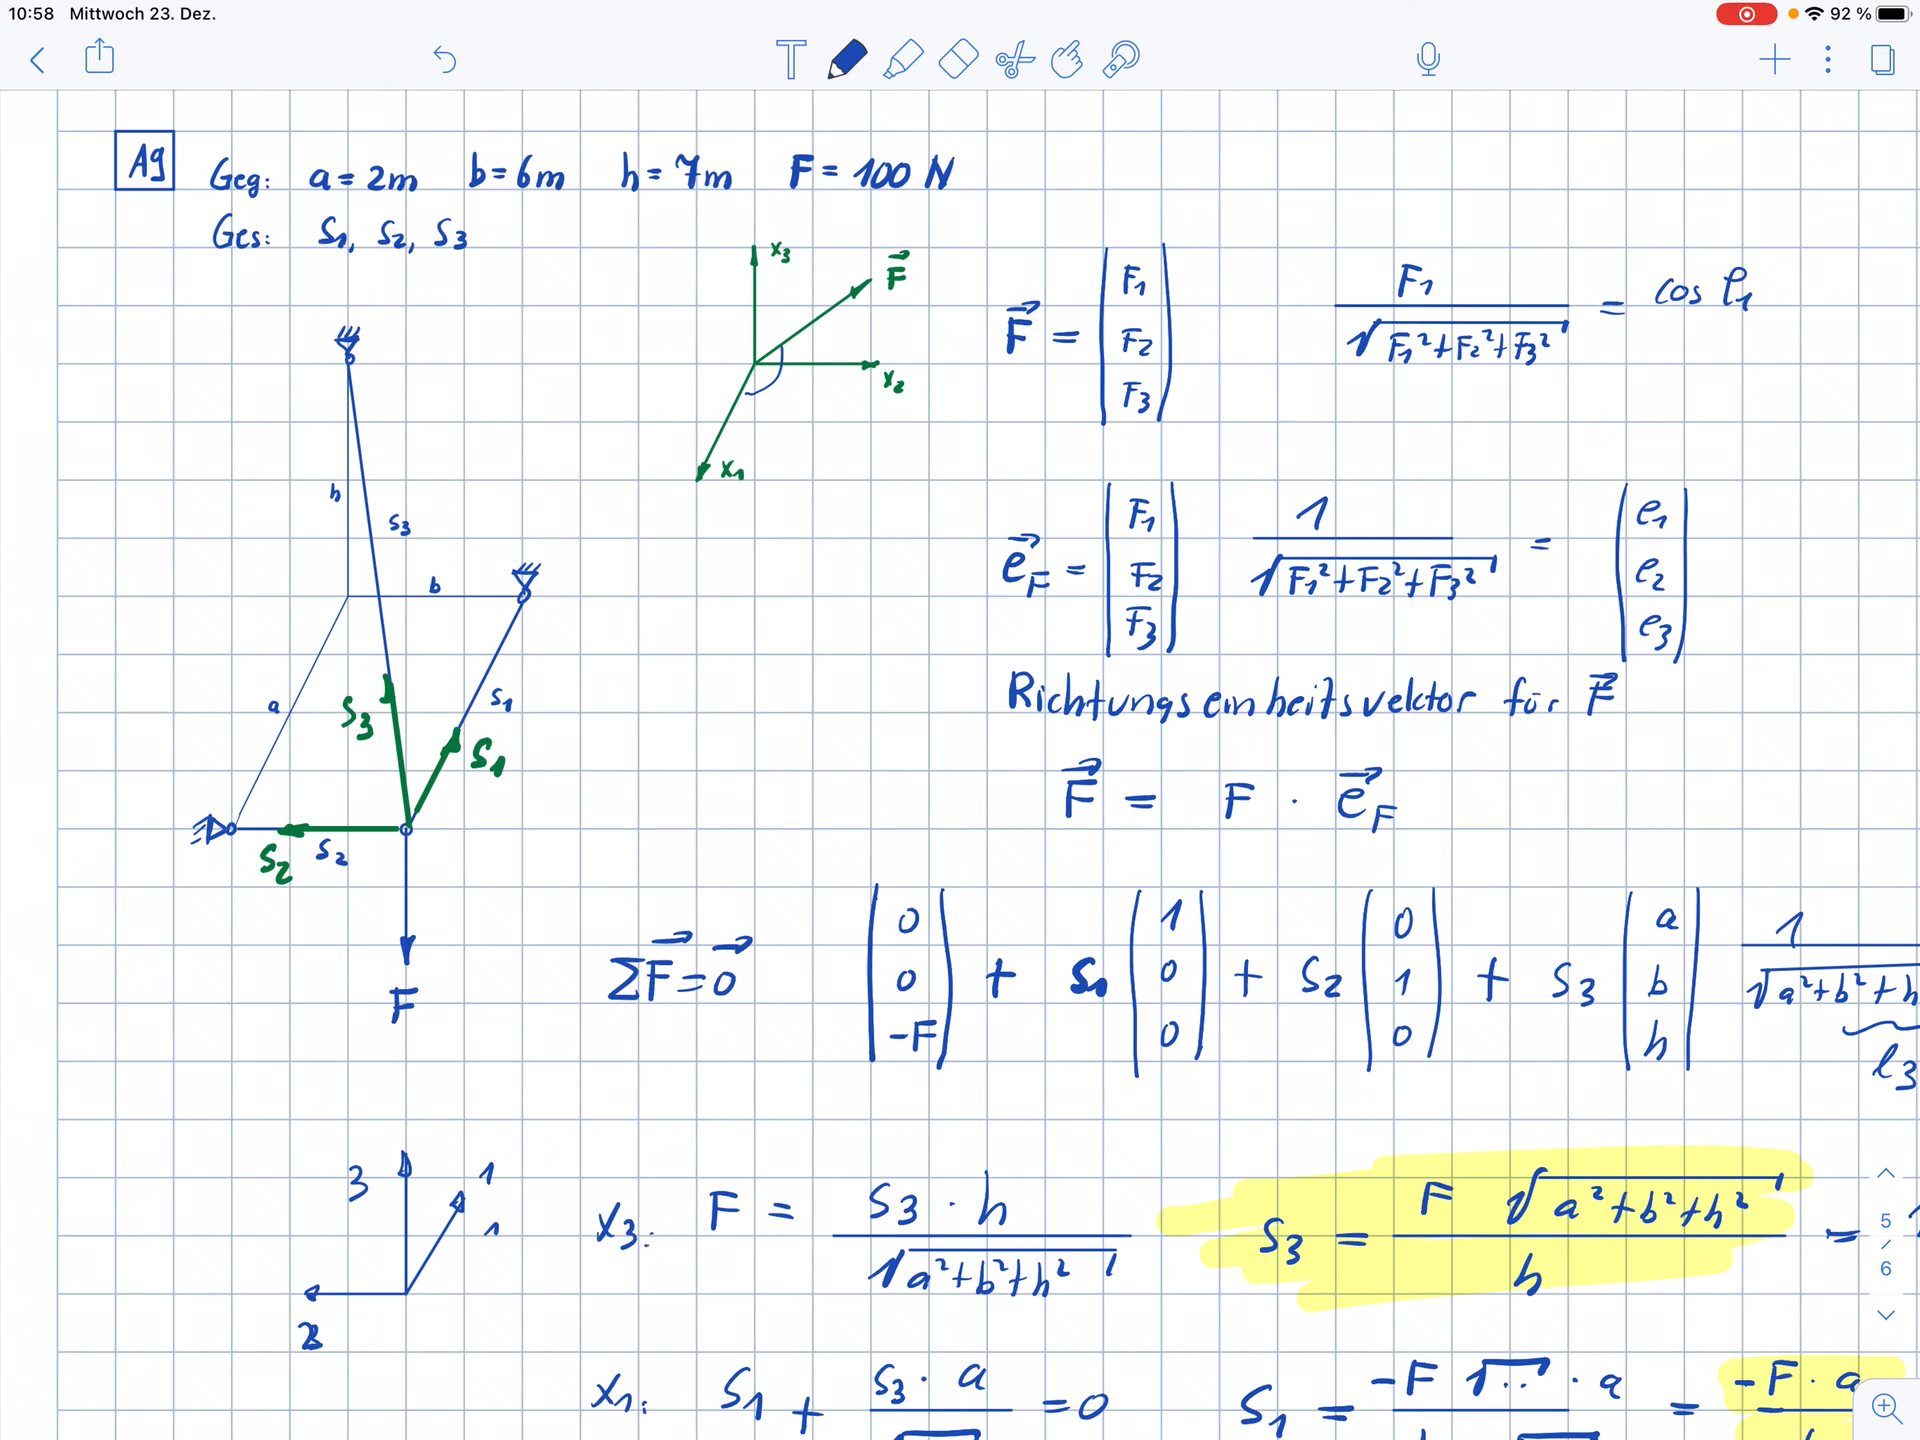 10:58 Mittwoch 23. Dez.
92 %
A9
Geg: a = 2m b = 6m h = 7m F = 100 N
Ges: S1, S2, S3
x3
F⃗
x2
x1
F⃗ = | F1 F2 F3 |
F1 / √(F1² + F2² + F3²) = cos φ1
h
S3
b
e⃗F = | F1 F2 F3 | 1 / √(F1² + F2² + F3²) = | e1 e2 e3 |
a
S1
S3
S1
Richtungseinheitsvektor für F⃗
F⃗ = F · e⃗F
S2
S2
F
ΣF⃗ = 0⃗ | 0 0 -F | + S1 | 1 0 0 | + S2 | 0 1 0 | + S3 | a b h | 1 / √a² + b² + h
l3
3
1
1
2
x3: F = S3 · h / √(a² + b² + h²)
S3 = F √(a² + b² + h²) / h =
5
/
6
x1: S1 + S3 · a / √ = 0
S1 = -F √.. · a = -F · a